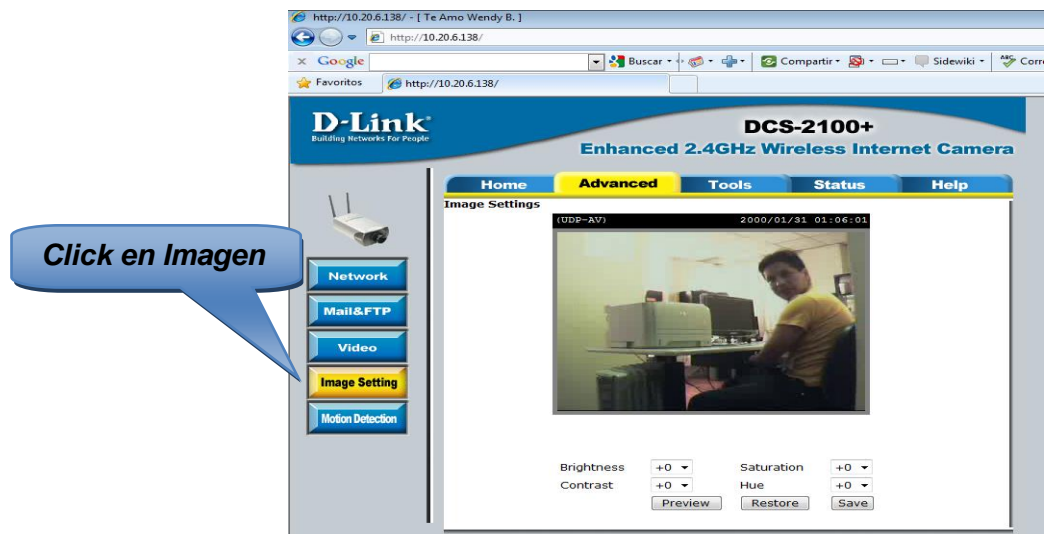 http://10.20.6.138/ - [ Te Amo Wendy B. ]
http://10.20.6.138/
x Google Buscar Compartir Sidewiki Corre
Favoritos http://10.20.6.138/
D-Link
Building Networks For People
DCS-2100+
Enhanced 2.4GHz Wireless Internet Camera
Home Advanced Tools Status Help
Image Settings
(UDP-AV) 2000/01/31 01:06:01
Click en Imagen
Network
Mail&FTP
Video
Image Setting
Motion Detection
Brightness +0 Saturation +0
Contrast +0 Hue +0
Preview Restore Save